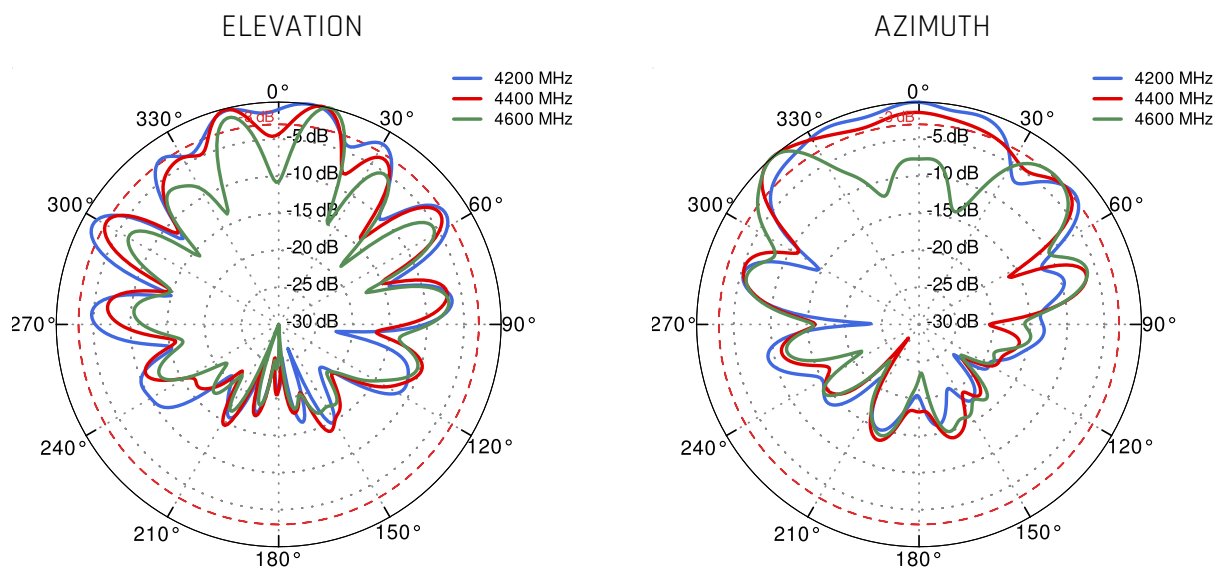 ELEVATION
4200 MHz
4400 MHz
4600 MHz
0°
330°
30°
-3 dB
-5 dB
-10 dB
300°
60°
-15 dB
-20 dB
-25 dB
270°
-30 dB
90°
240°
120°
210°
150°
180°
AZIMUTH
4200 MHz
4400 MHz
4600 MHz
0°
330°
30°
-3 dB
-5 dB
-10 dB
300°
60°
-15 dB
-20 dB
-25 dB
270°
-30 dB
90°
240°
120°
210°
150°
180°